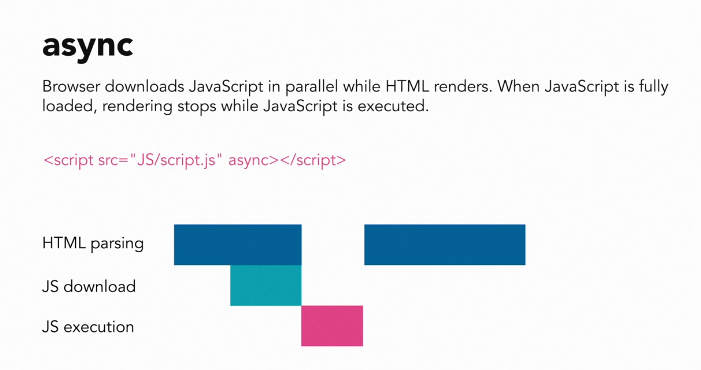 async
Browser downloads JavaScript in parallel while HTML renders. When JavaScript is fully
loaded, rendering stops while JavaScript is executed.
<script src="JS/script.js" async></script>
HTML parsing
JS download
JS execution